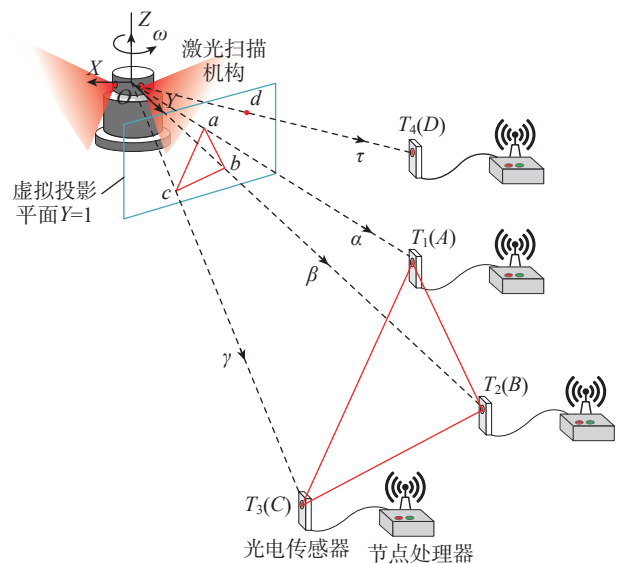 Z
ω
激光扫描
机构
X
O
Y
d
a
b
c
T₄(D)
τ
虚拟投影
平面Y=1
α
T₁(A)
β
γ
T₂(B)
T₃(C)
光电传感器
节点处理器